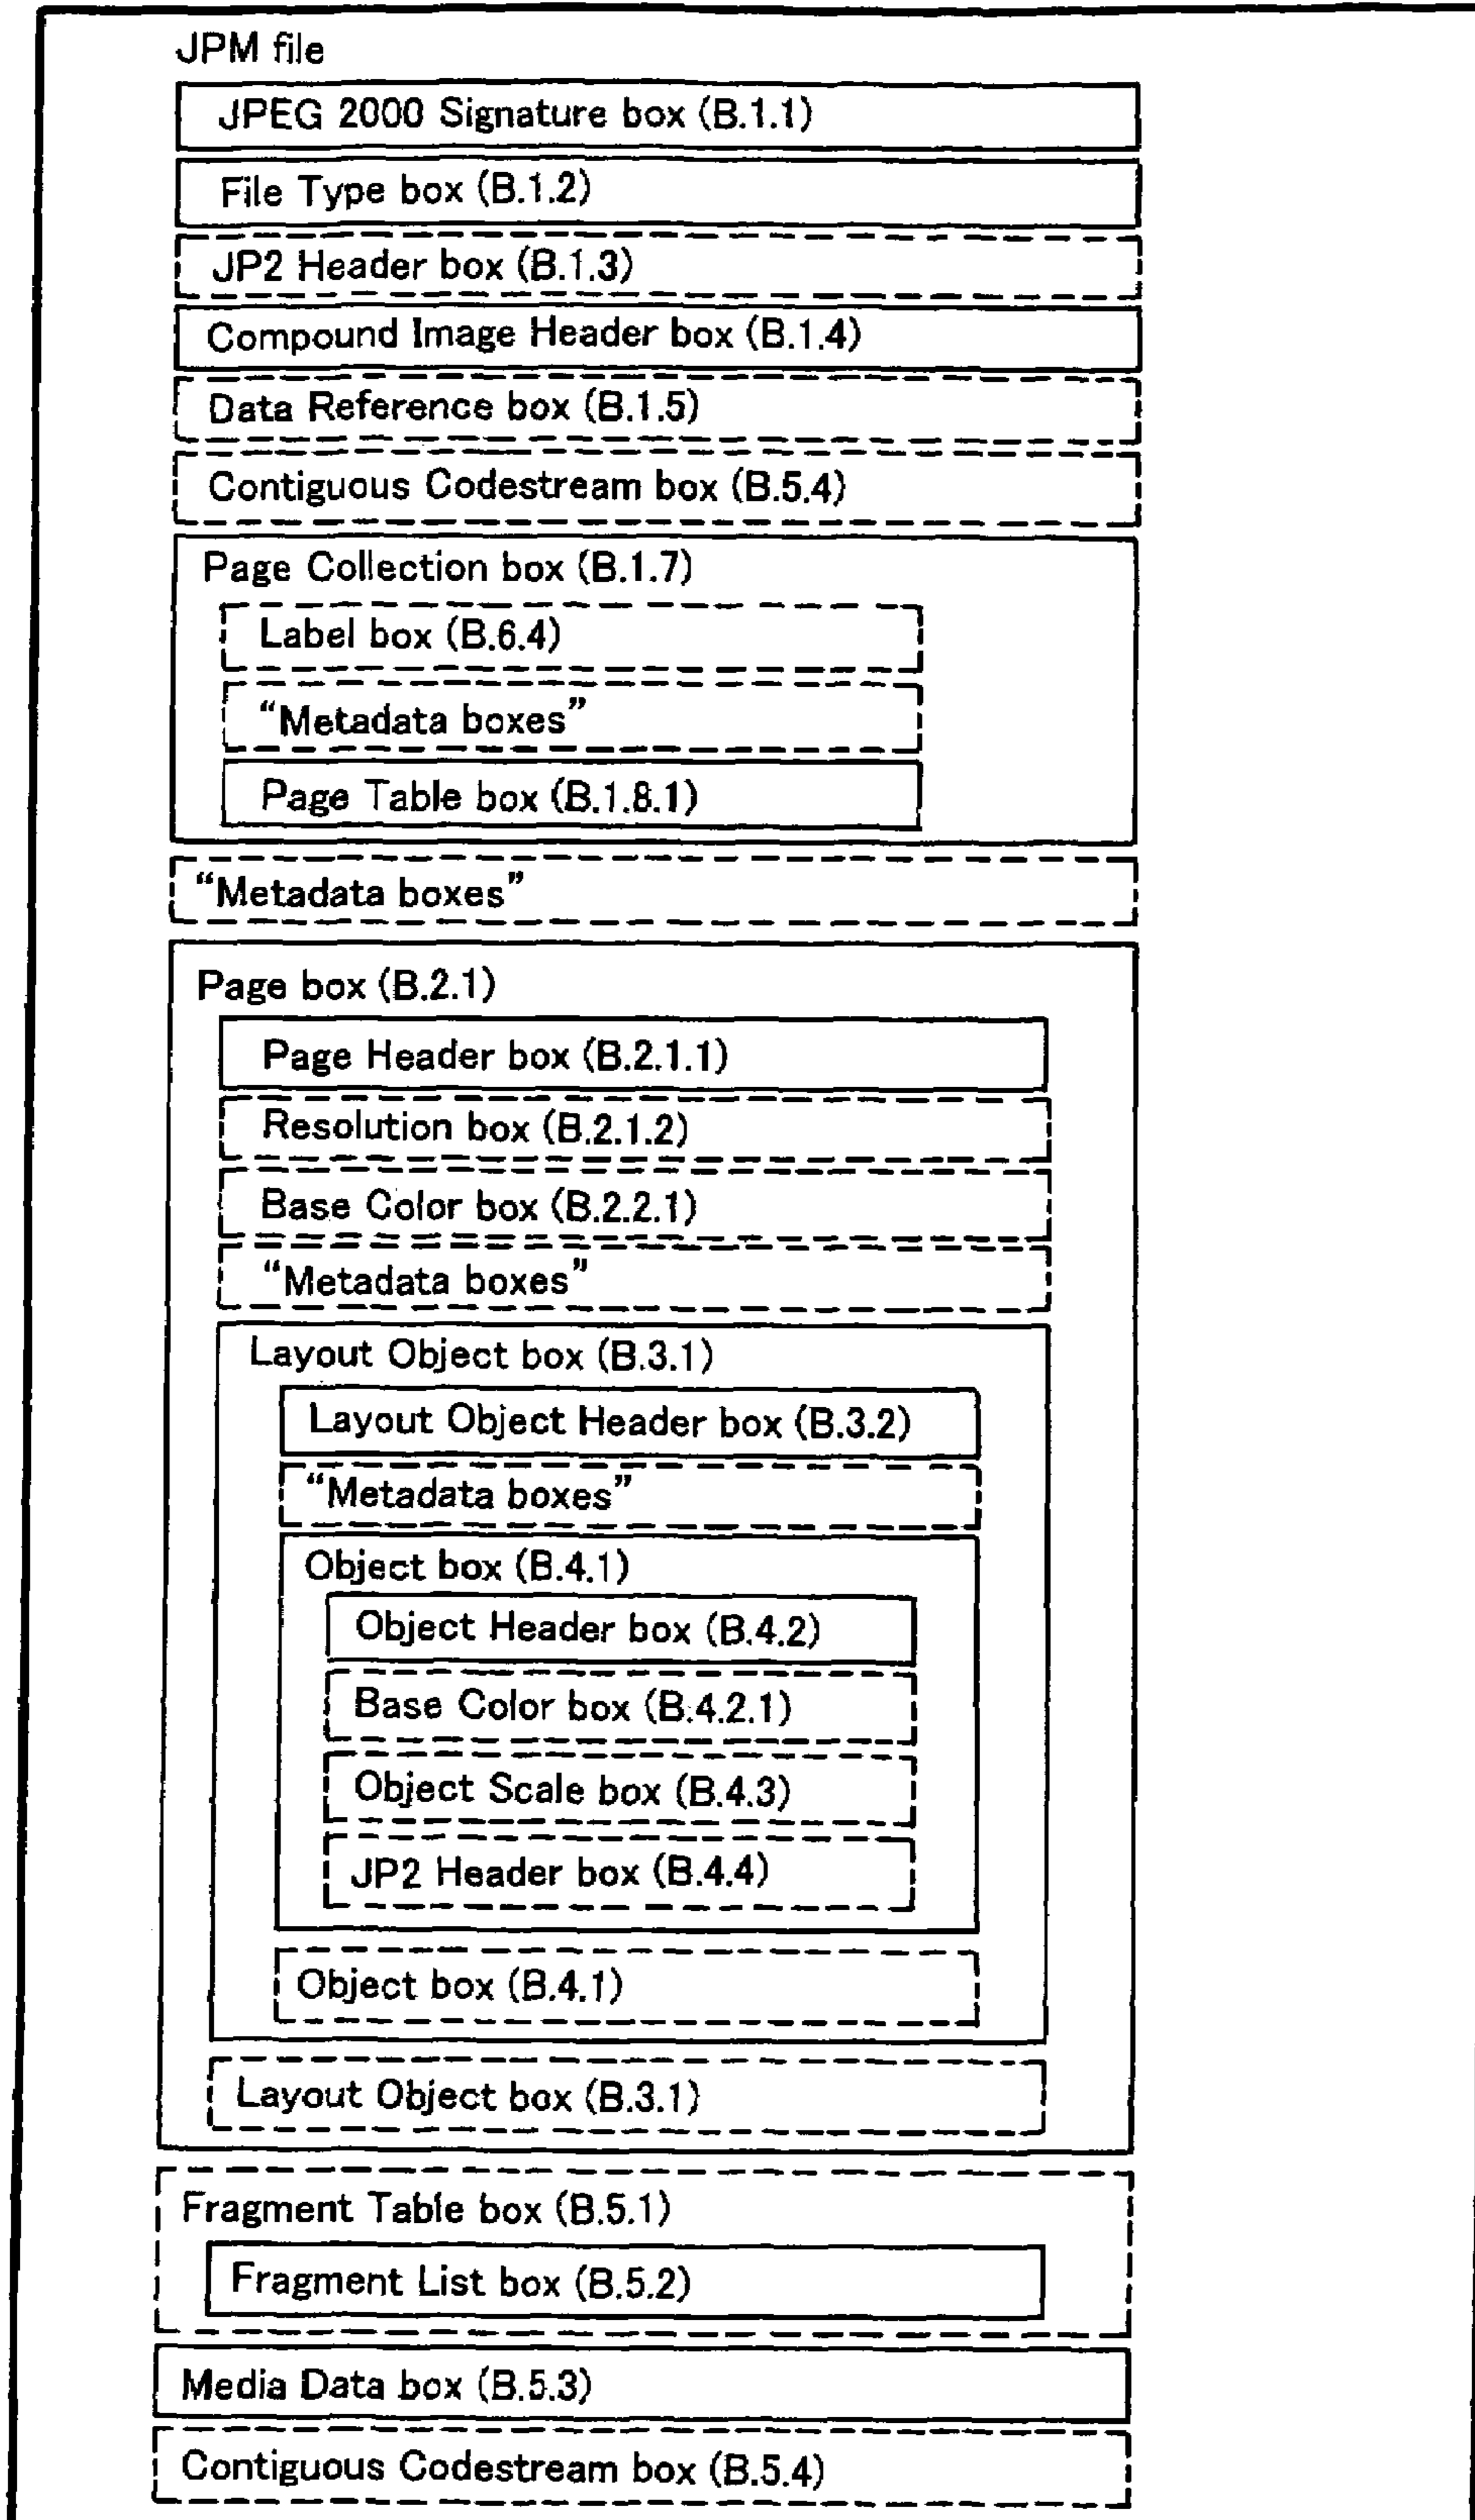 JPM file
JPEG 2000 Signature box (B.1.1)
File Type box (B.1.2)
JP2 Header box (B.1.3)
Compound Image Header box (B.1.4)
Data Reference box (B.1.5)
Contiguous Codestream box (B.5.4)
Page Collection box (B.1.7)
Label box (B.6.4)
“Metadata boxes”
Page Table box (B.1.8.1)
“Metadata boxes”
Page box (B.2.1)
Page Header box (B.2.1.1)
Resolution box (B.2.1.2)
Base Color box (B.2.2.1)
“Metadata boxes”
Layout Object box (B.3.1)
Layout Object Header box (B.3.2)
“Metadata boxes”
Object box (B.4.1)
Object Header box (B.4.2)
Base Color box (B.4.2.1)
Object Scale box (B.4.3)
JP2 Header box (B.4.4)
Object box (B.4.1)
Layout Object box (B.3.1)
Fragment Table box (B.5.1)
Fragment List box (B.5.2)
Media Data box (B.5.3)
Contiguous Codestream box (B.5.4)